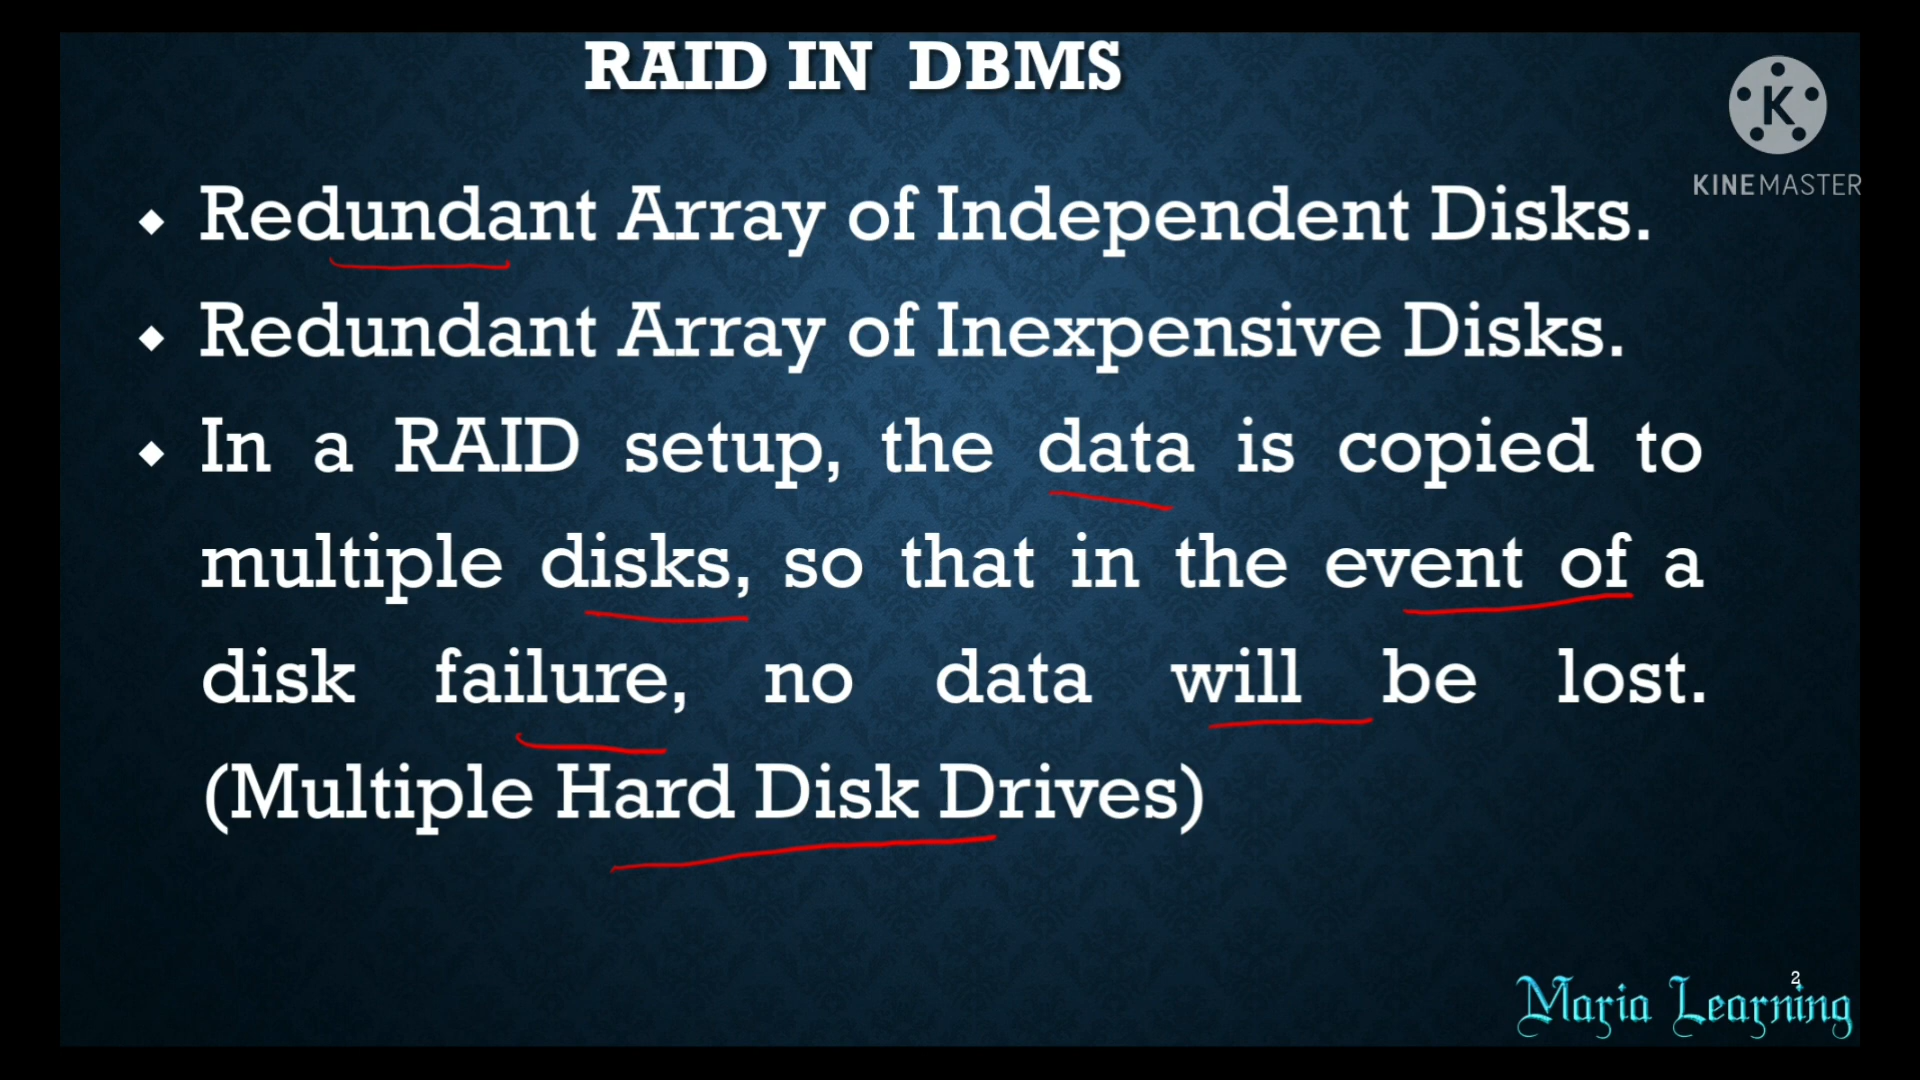 RAID IN DBMS
K
KINEMASTER
Redundant Array of Independent Disks.
Redundant Array of Inexpensive Disks.
In a RAID setup, the data is copied to
multiple disks, so that in the event of a
disk failure, no data will be lost.
(Multiple Hard Disk Drives)
2
Maria Learning